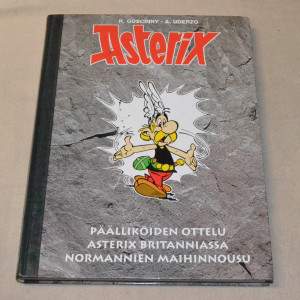 R. GOSCINNY - A. UDERZO
Asterix
PÄÄLLIKÖIDEN OTTELU
ASTERIX BRITANNIASSA
NORMANNIEN MAIHINNOUSU